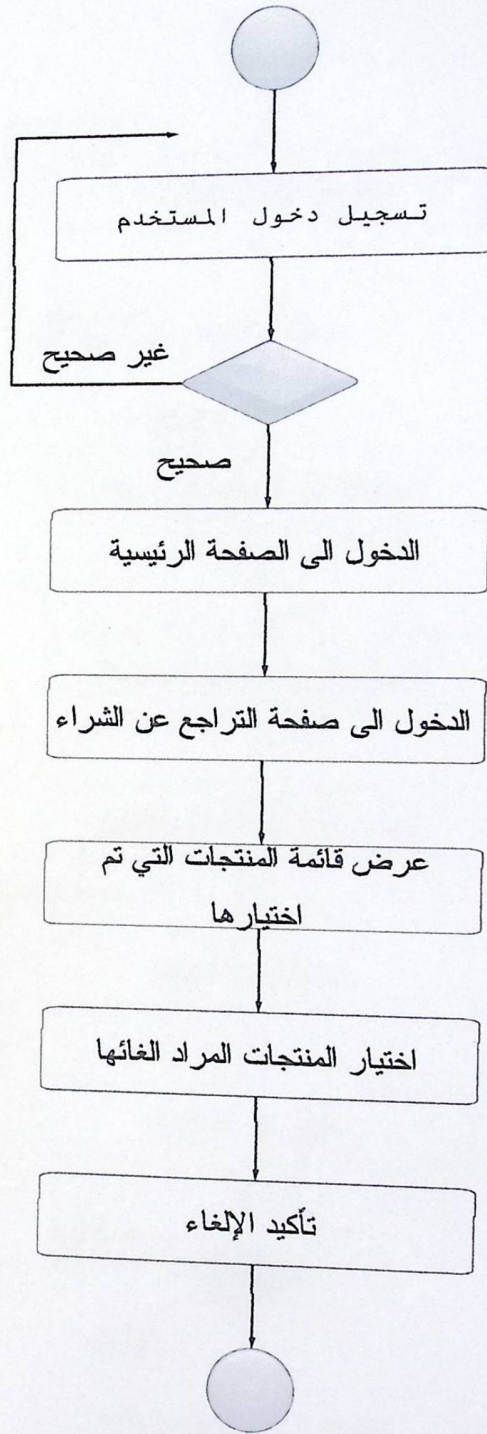 تسجيل دخول المستخدم
غير صحيح
صحيح
الدخول الى الصفحة الرئيسية
الدخول الى صفحة التراجع عن الشراء
عرض قائمة المنتجات التي تم
اختيارها
اختيار المنتجات المراد الغائها
تأكيد الإلغاء